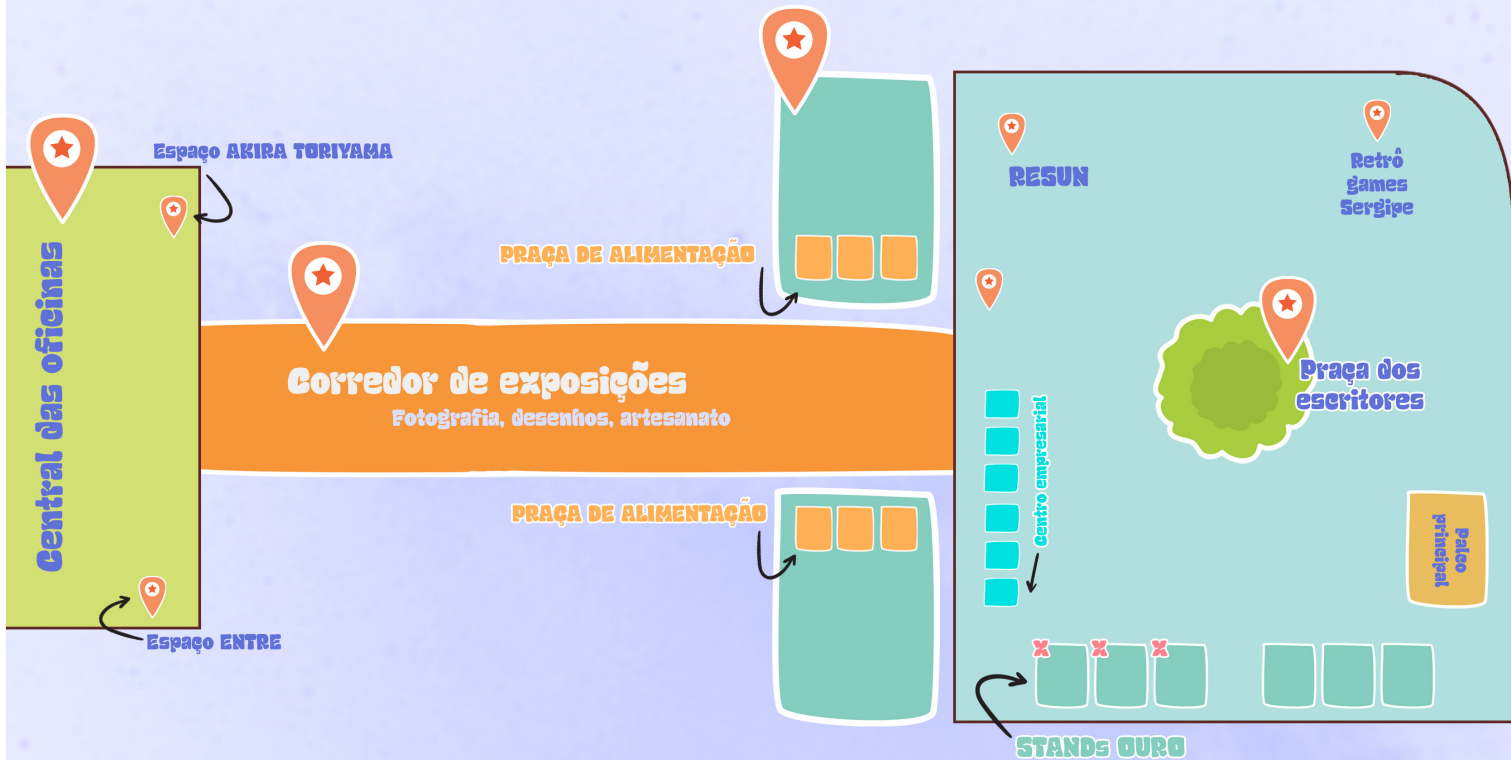 Espaço AKIRA TORIYAMA
Central das oficinas
Espaço ENTRE
Corredor de exposições
Fotografia, desenhos, artesanato
PRAÇA DE ALIMENTAÇÃO
PRAÇA DE ALIMENTAÇÃO
RESUN
Retrô
games
Sergipe
Praça dos
escritores
Centro empresarial
Palco
principal
STANDs OURO